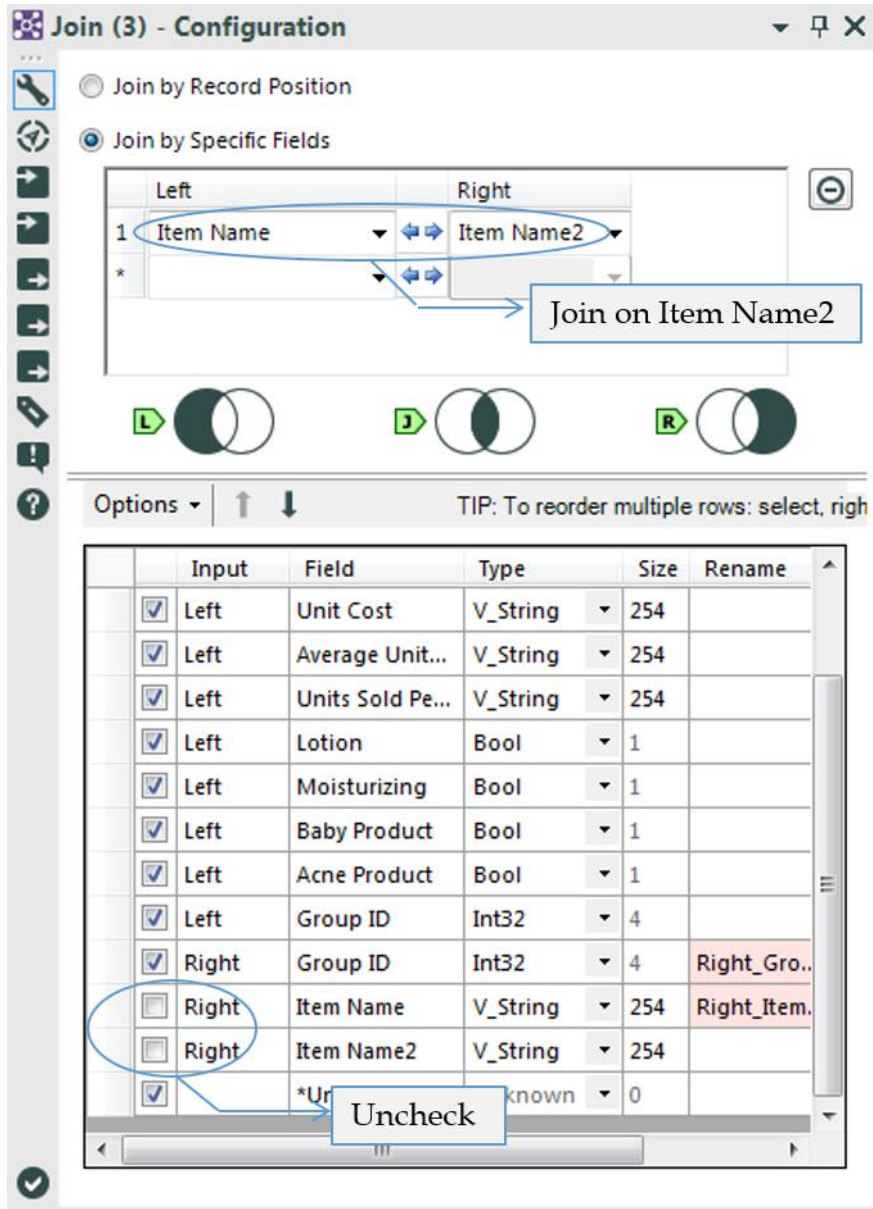 Join (3) - Configuration
Join by Record Position
Join by Specific Fields
Left Right
1 Item Name Item Name2
*
Join on Item Name2
L J R
Options TIP: To reorder multiple rows: select, righ
Input Field Type Size Rename
Left Unit Cost V_String 254
Left Average Unit... V_String 254
Left Units Sold Pe... V_String 254
Left Lotion Bool 1
Left Moisturizing Bool 1
Left Baby Product Bool 1
Left Acne Product Bool 1
Left Group ID Int32 4
Right Group ID Int32 4 Right_Gro..
Right Item Name V_String 254 Right_Item.
Right Item Name2 V_String 254
*Un known 0
Uncheck